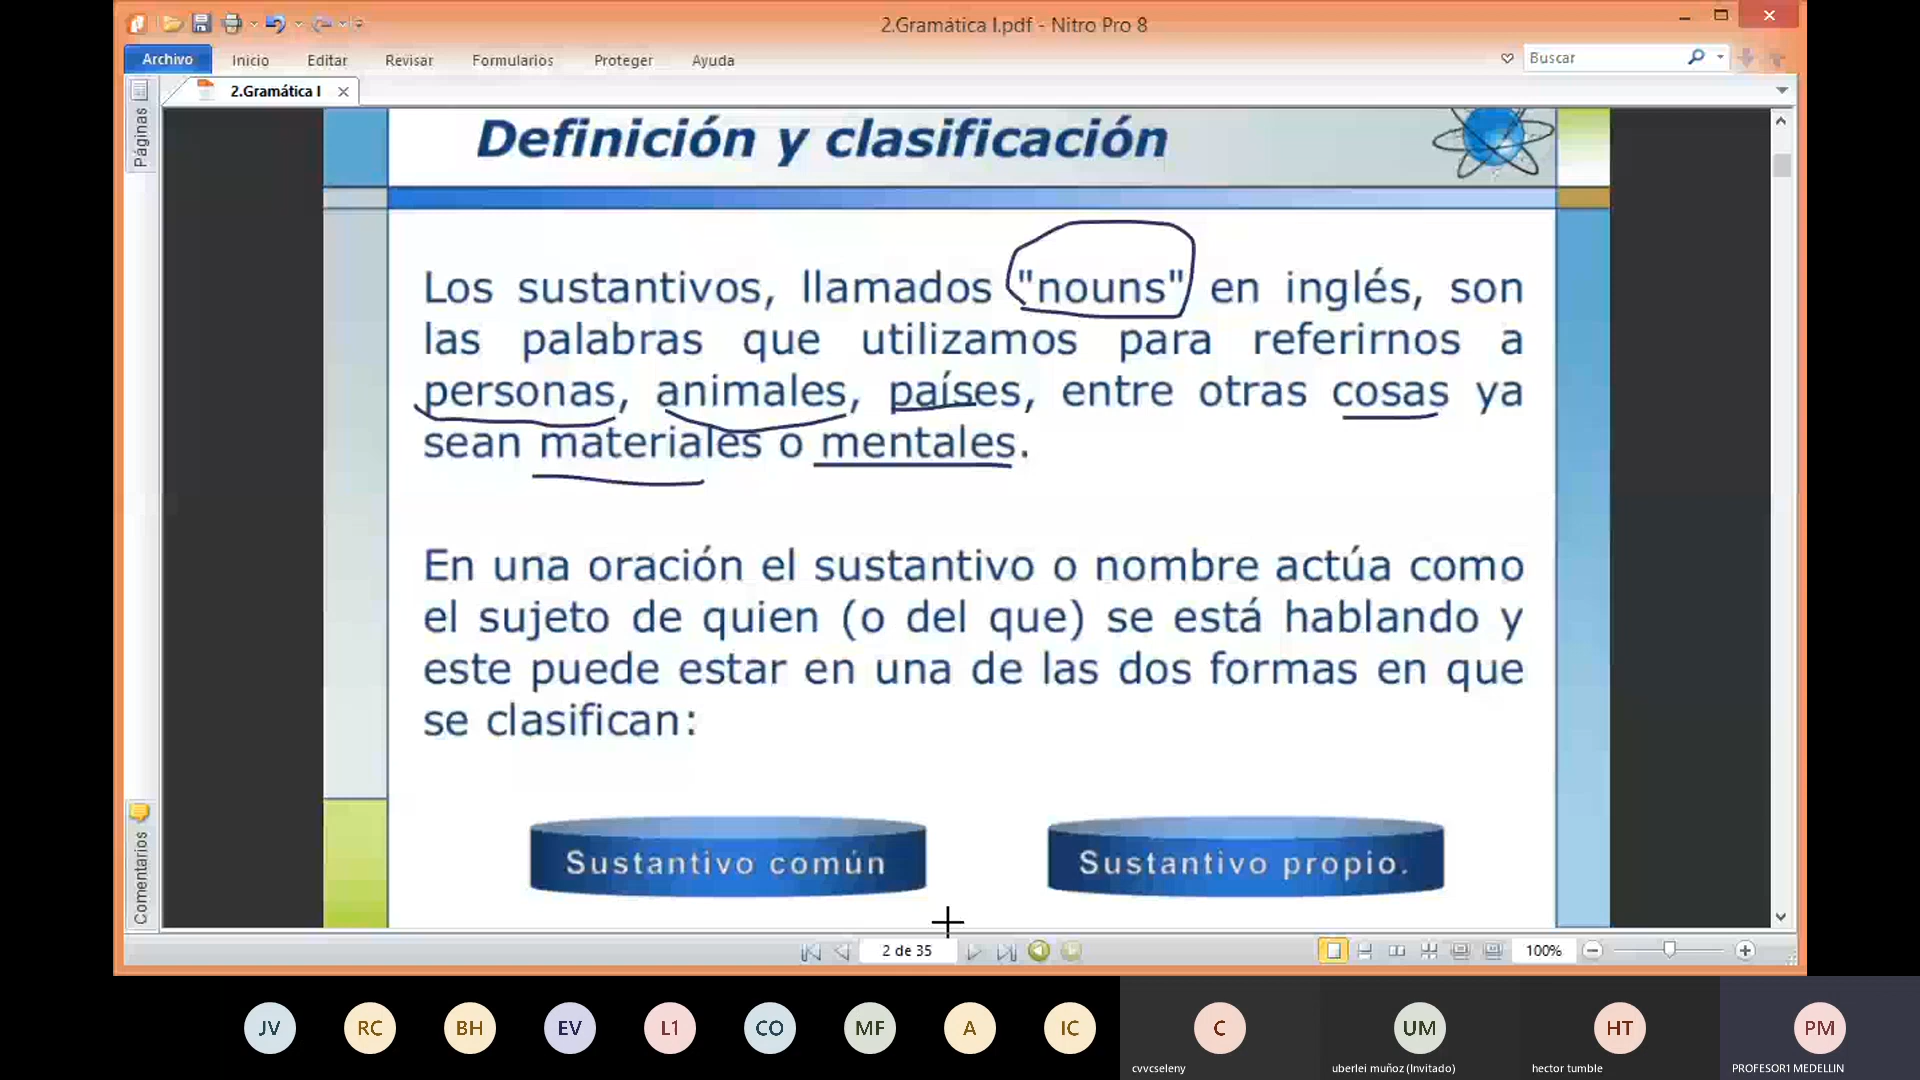 2.Gramática I.pdf - Nitro Pro 8
Archivo Inicio Editar Revisar Formularios Proteger Ayuda Buscar
2.Gramática I
Páginas
Definición y clasificación
Los sustantivos, llamados "nouns" en inglés, son
las palabras que utilizamos para referirnos a
personas, animales, países, entre otras cosas ya
sean materiales o mentales.
En una oración el sustantivo o nombre actúa como
el sujeto de quien (o del que) se está hablando y
este puede estar en una de las dos formas en que
se clasifican:
Sustantivo común Sustantivo propio.
Comentarios
2 de 35 100%
JV RC BH EV L1 CO MF A IC C UM HT PM
cvvcseleny uberlei muñoz (Invitado) hector tumble PROFESOR1 MEDELLIN